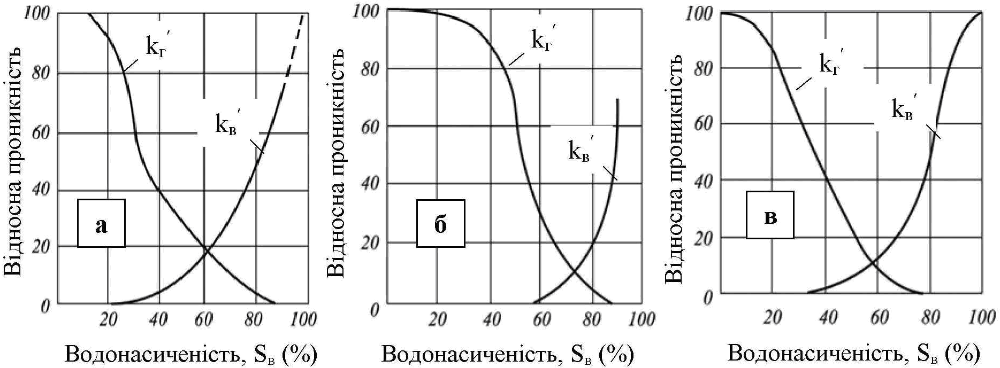 Відносна проникність
100
80
60
40
20
0
kг′
kв′
а
20 40 60 80 100
Водонасиченість, Sв (%)
Відносна проникність
100
80
60
40
20
0
kг′
kв′
б
20 40 60 80 100
Водонасиченість, Sв (%)
Відносна проникність
100
80
60
40
20
0
kг′
kв′
в
20 40 60 80 100
Водонасиченість, Sв (%)